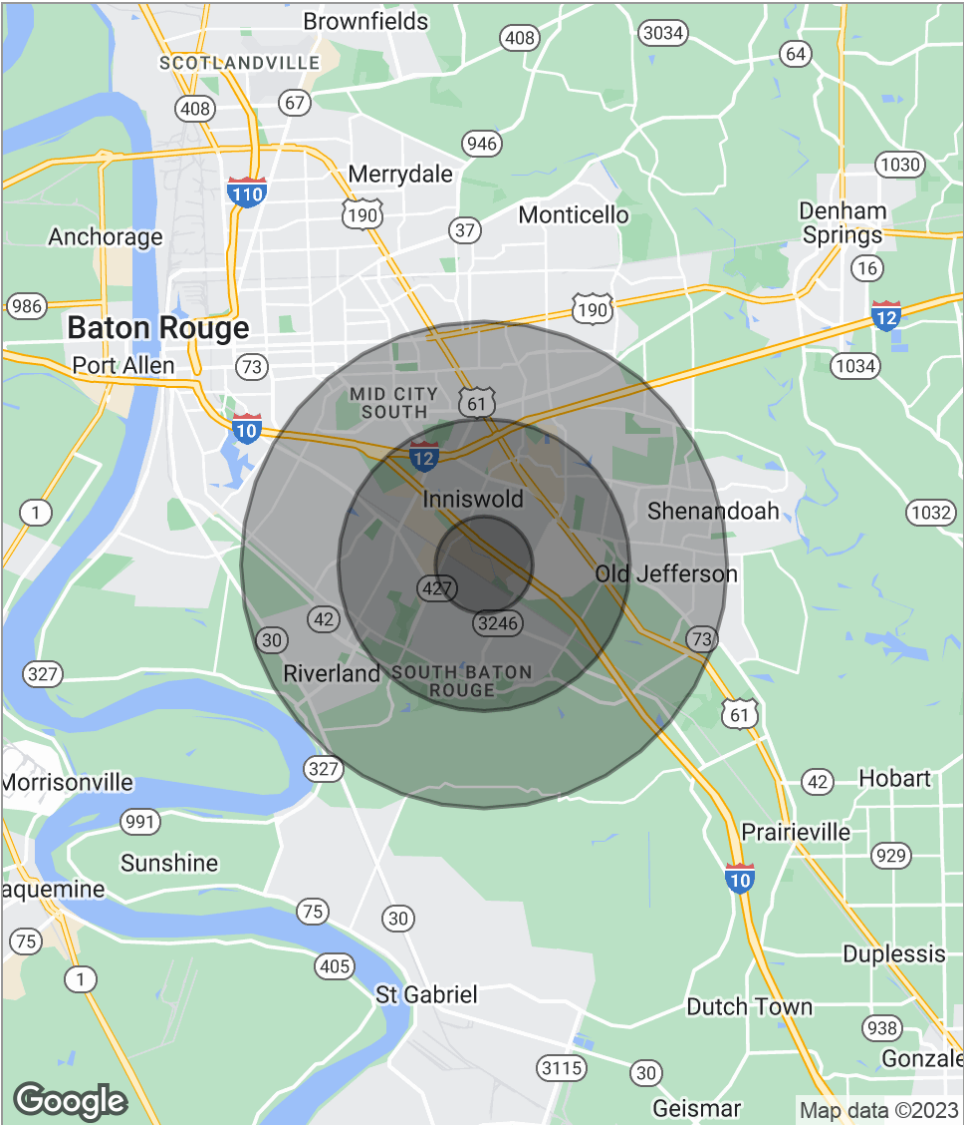 Brownfields
408
3034
64
SCOTLANDVILLE
408
67
946
1030
110
Merrydale
190
Monticello
Denham
Springs
37
Anchorage
16
986
190
12
Baton Rouge
Port Allen
73
1034
MID CITY
SOUTH
61
10
12
Inniswold
Shenandoah
1
1032
427
Old Jefferson
42
3246
30
73
327
Riverland
SOUTH BATON
ROUGE
61
327
Morrisonville
42
Hobart
991
Prairieville
Sunshine
929
10
aquemine
75
30
75
Duplessis
405
1
St Gabriel
Dutch Town
938
Gonzale
3115
30
Google
Geismar
Map data ©2023